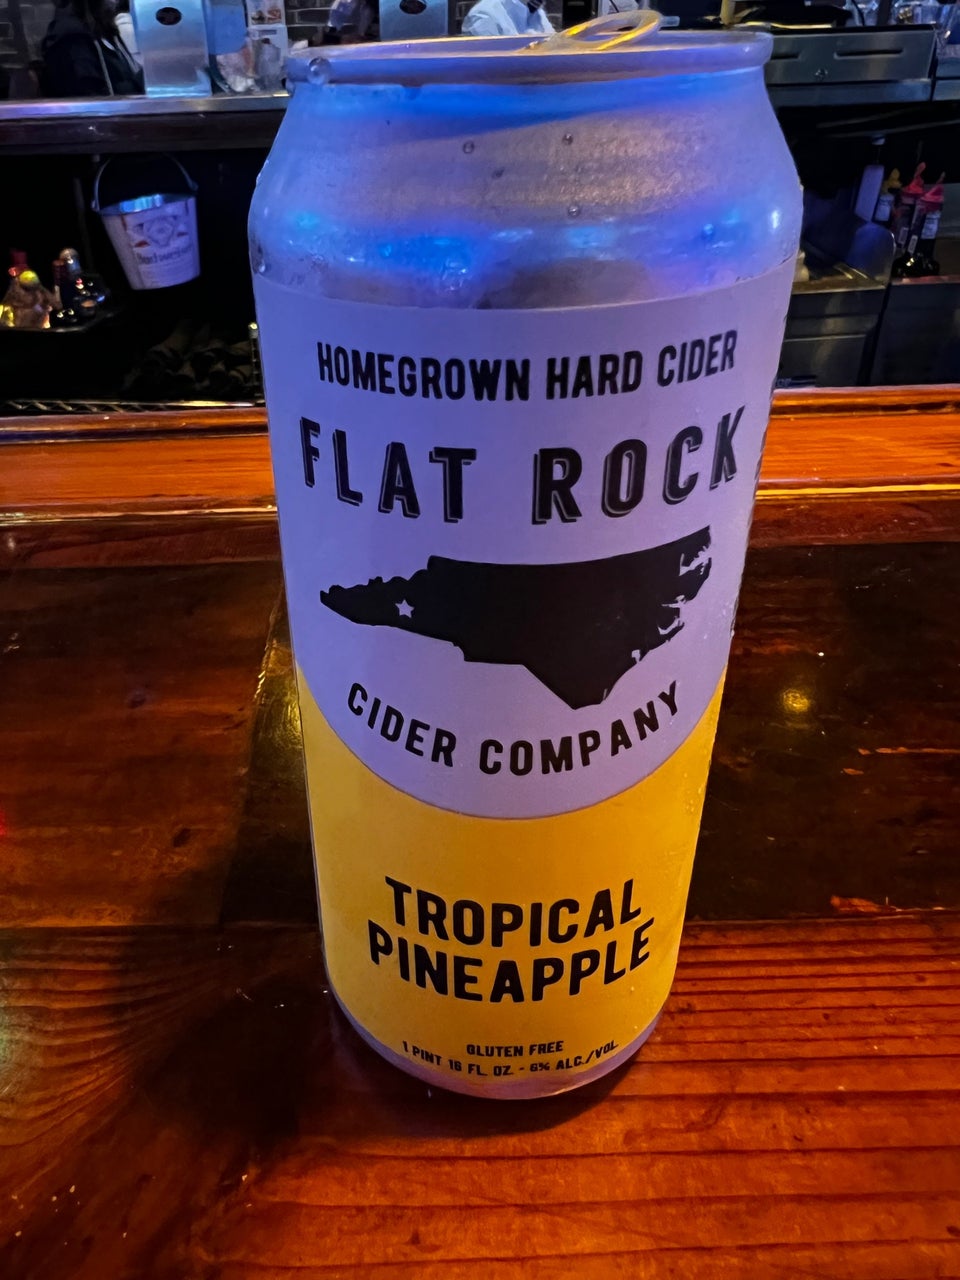 HOMEGROWN HARD CIDER
FLAT ROCK
CIDER COMPANY
TROPICAL
PINEAPPLE
GLUTEN FREE
1 PINT 16 FL. OZ. - 6% ALC./VOL.
Budweiser